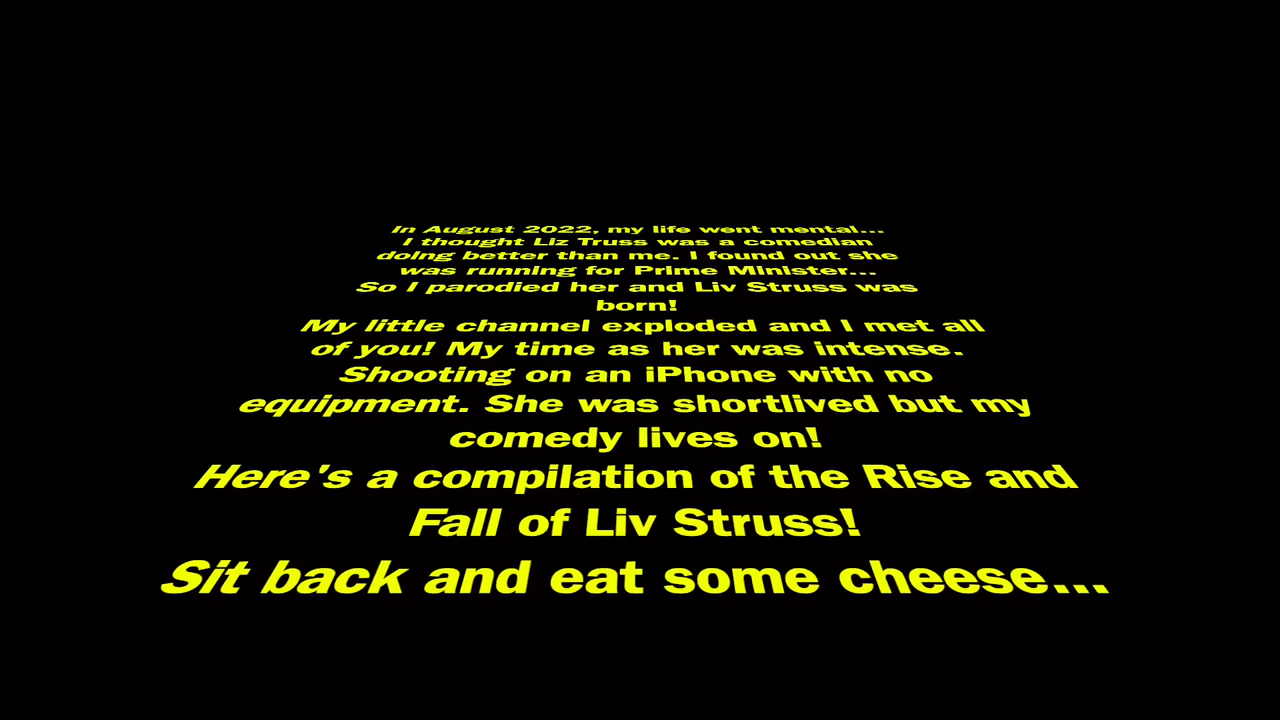 In August 2022, my life went mental...
I thought Liz Truss was a comedian
doing better than me. I found out she
was running for Prime Minister...
So I parodied her and Liv Struss was
born!
My little channel exploded and I met all
of you! My time as her was intense.
Shooting on an iPhone with no
equipment. She was shortlived but my
comedy lives on!
Here's a compilation of the Rise and
Fall of Liv Struss!
Sit back and eat some cheese...